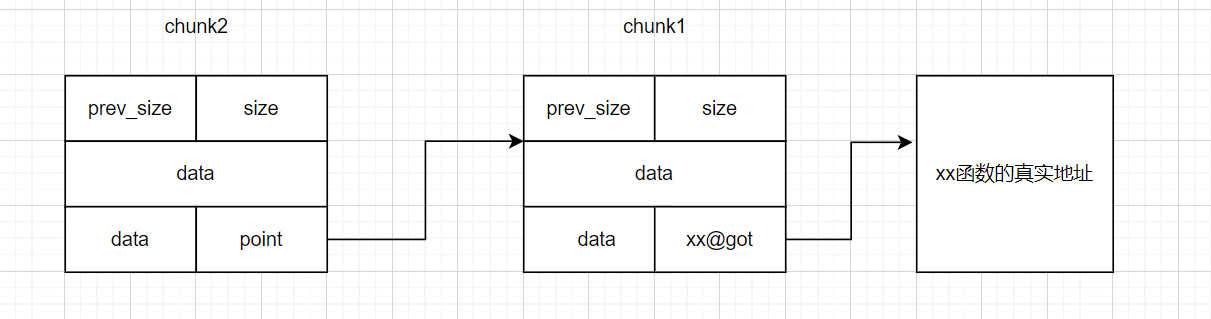 chunk2
chunk1
prev_size
size
prev_size
size
data
data
xx函数的真实地址
data
point
data
xx@got